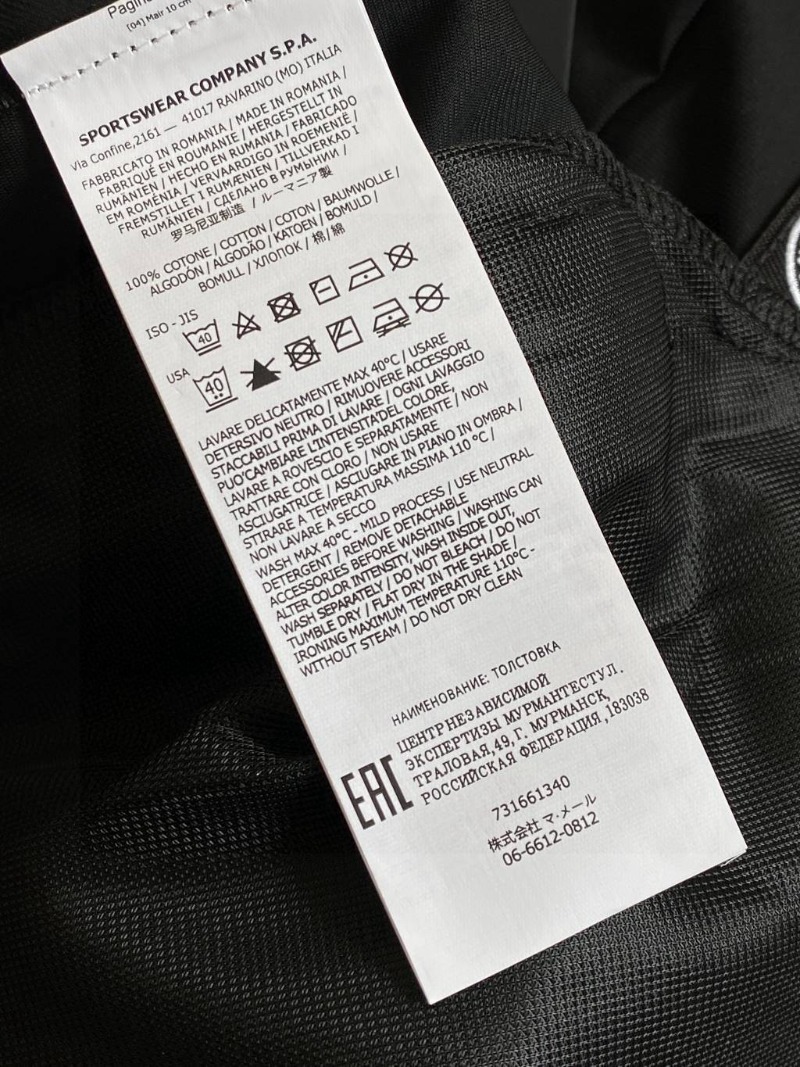 [04] Mair 10 cm
SPORTSWEAR COMPANY S.P.A.
Via Confine,2161 — 41017 RAVARINO (MO) ITALIA
FABBRICATO IN ROMANIA / MADE IN ROMANIA /
FABRIQUÉ EN ROUMANIE / HERGESTELLT IN
RUMÄNIEN / HECHO EN RUMANIA / FABRICADO
EM ROMÉNIA / VERVAARDIGD IN ROEMENIË /
FREMSTILLET I RUMÆNIEN / TILLVERKAD I
RUMÄNIEN / СДЕЛАНО В РУМЫНИИ /
罗马尼亚制造 / ルーマニア製
100% COTONE / COTTON / COTON / BAUMWOLLE /
ALGODÓN / ALGODÃO / KATOEN / BOMULD /
BOMULL / ХЛОПОК / 棉/ 綿
ISO - JIS
40
USA
40
LAVARE DELICATAMENTE MAX 40°C / USARE
DETERSIVO NEUTRO / RIMUOVERE ACCESSORI
STACCABILI PRIMA DI LAVARE / OGNI LAVAGGIO
PUO'CAMBIARE L'INTENSITA'DEL COLORE,
LAVARE A ROVESCIO E SEPARATAMENTE / NON
TRATTARE CON CLORO / NON USARE
ASCIUGATRICE / ASCIUGARE IN PIANO IN OMBRA /
STIRARE A TEMPERATURA MASSIMA 110 °C /
NON LAVARE A SECCO
WASH MAX 40°C - MILD PROCESS / USE NEUTRAL
DETERGENT / REMOVE DETACHABLE
ACCESSORIES BEFORE WASHING / WASHING CAN
ALTER COLOR INTENSITY, WASH INSIDE OUT,
WASH SEPARATELY / DO NOT BLEACH / DO NOT
TUMBLE DRY / FLAT DRY IN THE SHADE /
IRONING MAXIMUM TEMPERATURE 110°C -
WITHOUT STEAM / DO NOT DRY CLEAN
НАИМЕНОВАНИЕ: ТОЛСТОВКА
ЦЕНТР НЕЗАВИСИМОЙ
ЭКСПЕРТИЗЫ МУРМАНТЕСТУЛ.
ТРАЛОВАЯ,49, Г. МУРМАНСК,
РОССИЙСКАЯ ФЕДЕРАЦИЯ ,183038
EAC
731661340
株式会社 マ・メール
06-6612-0812